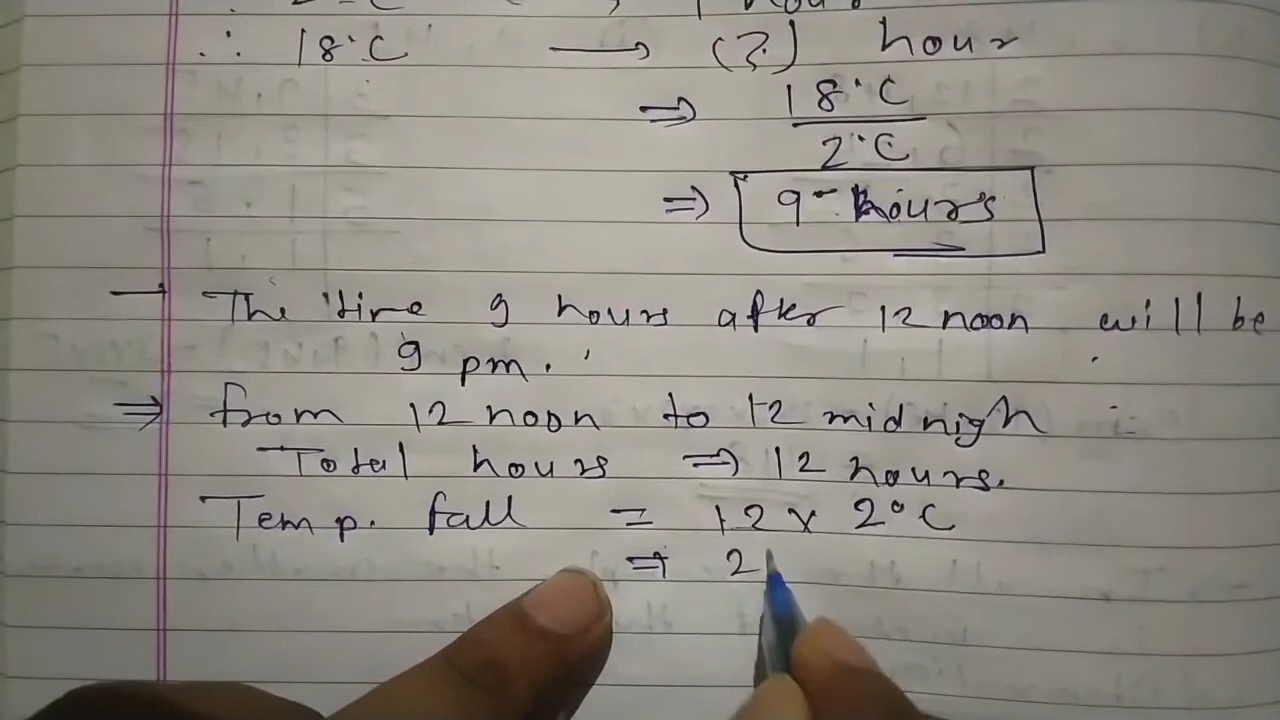 ∴ 18°C ⟶ (?) hour
⇒ 18°C
2°C
⇒ 9 hours
The time 9 hours after 12 noon will be
9 pm.
⇒ from 12 noon to 12 midnigh
Total hours ⇒ 12 hours.
Temp. fall = 12 x 2°C
⇒ 2